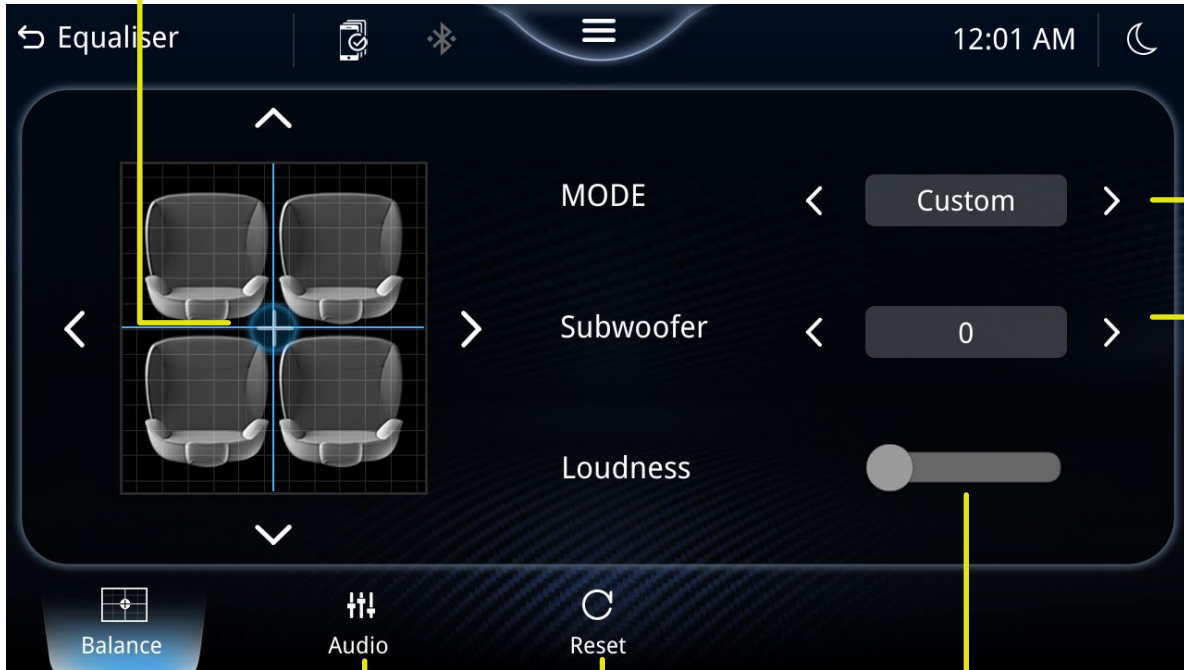 Equaliser
12:01 AM
MODE
Custom
Subwoofer
0
Loudness
Balance
Audio
Reset